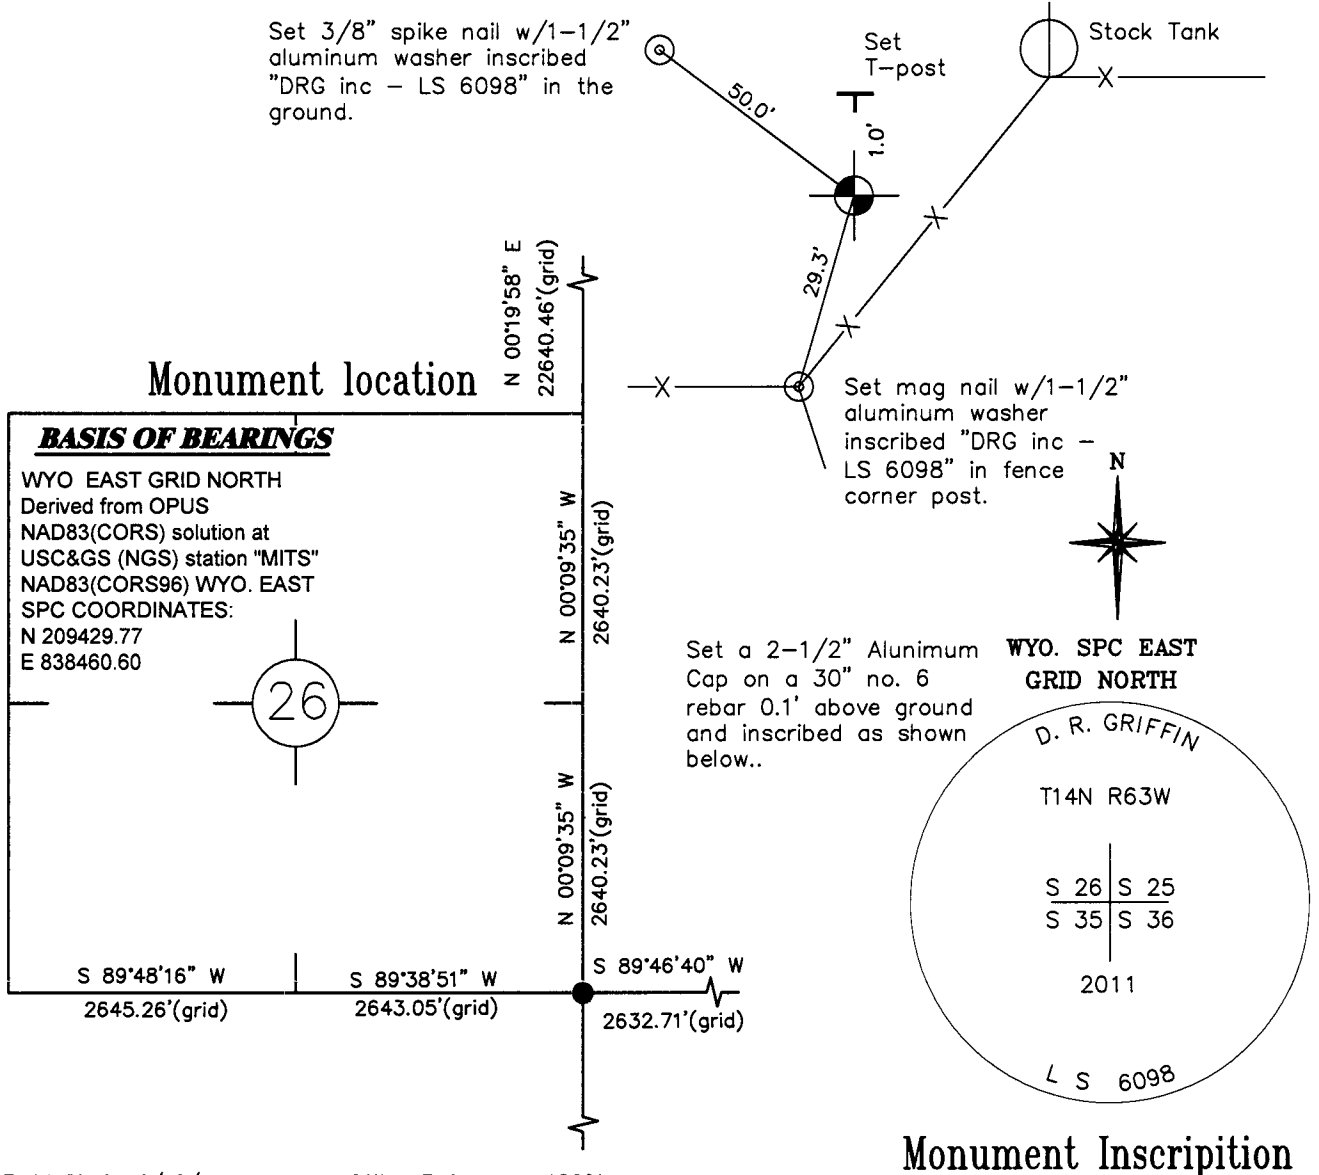 Set 3/8" spike nail w/1-1/2"
aluminum washer inscribed
"DRG inc - LS 6098" in the
ground.
50.0'
Set
T-post
1.0'
Stock Tank
X
X
29.3'
X
X
Set mag nail w/1-1/2"
aluminum washer
inscribed "DRG inc -
LS 6098" in fence
corner post.
N 00°19'58" E
22640.46'(grid)
Monument location
BASIS OF BEARINGS
WYO EAST GRID NORTH
Derived from OPUS
NAD83(CORS) solution at
USC&GS (NGS) station "MITS"
NAD83(CORS96) WYO. EAST
SPC COORDINATES:
N 209429.77
E 838460.60
26
N 00°09'35" W
2640.23'(grid)
N 00°09'35" W
2640.23'(grid)
S 89°48'16" W
2645.26'(grid)
S 89°38'51" W
2643.05'(grid)
S 89°46'40" W
2632.71'(grid)
N
WYO. SPC EAST
GRID NORTH
Set a 2-1/2" Alunimum
Cap on a 30" no. 6
rebar 0.1' above ground
and inscribed as shown
below..
D. R. GRIFFIN
T14N R63W
S 26 S 25
S 35 S 36
2011
L S 6098
Monument Inscripition